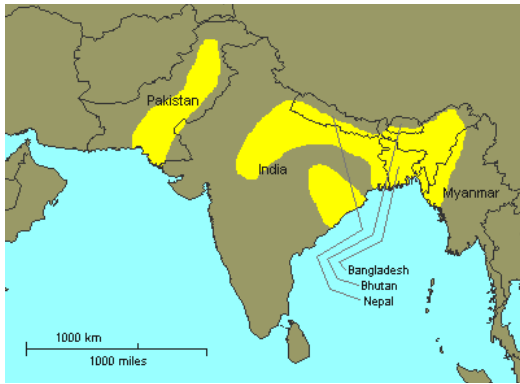 Pakistan
India
Myanmar
Bangladesh
Bhutan
Nepal
1000 km
1000 miles